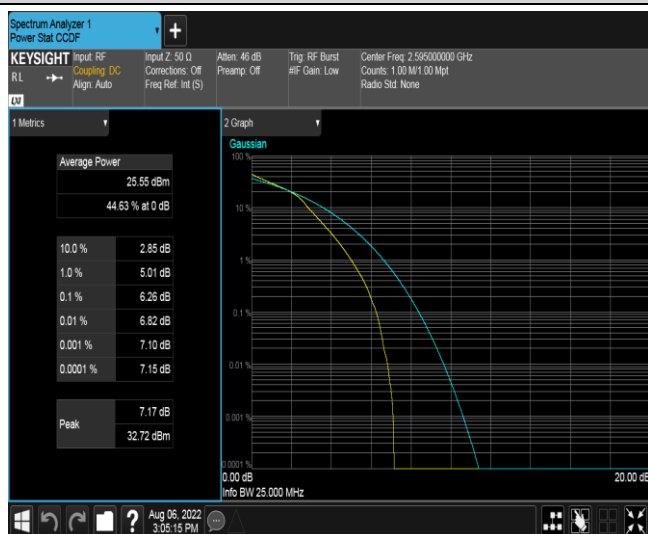 Spectrum Analyzer 1
Power Stat CCDF
KEYSIGHT
RL
LXI
Input: RF
Coupling: DC
Align: Auto
Input Z: 50 Ω
Corrections: Off
Freq Ref: Int (S)
Atten: 46 dB
Preamp: Off
Trig: RF Burst
#IF Gain: Low
Center Freq: 2.595000000 GHz
Counts: 1.00 M/1.00 Mpt
Radio Std: None
1 Metrics
Average Power
25.55 dBm
44.63 % at 0 dB
10.0 % 2.85 dB
1.0 % 5.01 dB
0.1 % 6.26 dB
0.01 % 6.82 dB
0.001 % 7.10 dB
0.0001 % 7.15 dB
Peak
7.17 dB
32.72 dBm
2 Graph
Gaussian
100 %
10 %
1 %
0.1 %
0.01 %
0.001 %
0.0001 %
0.00 dB
20.00 dB
Info BW 25.000 MHz
?
Aug 06, 2022
3:05:15 PM